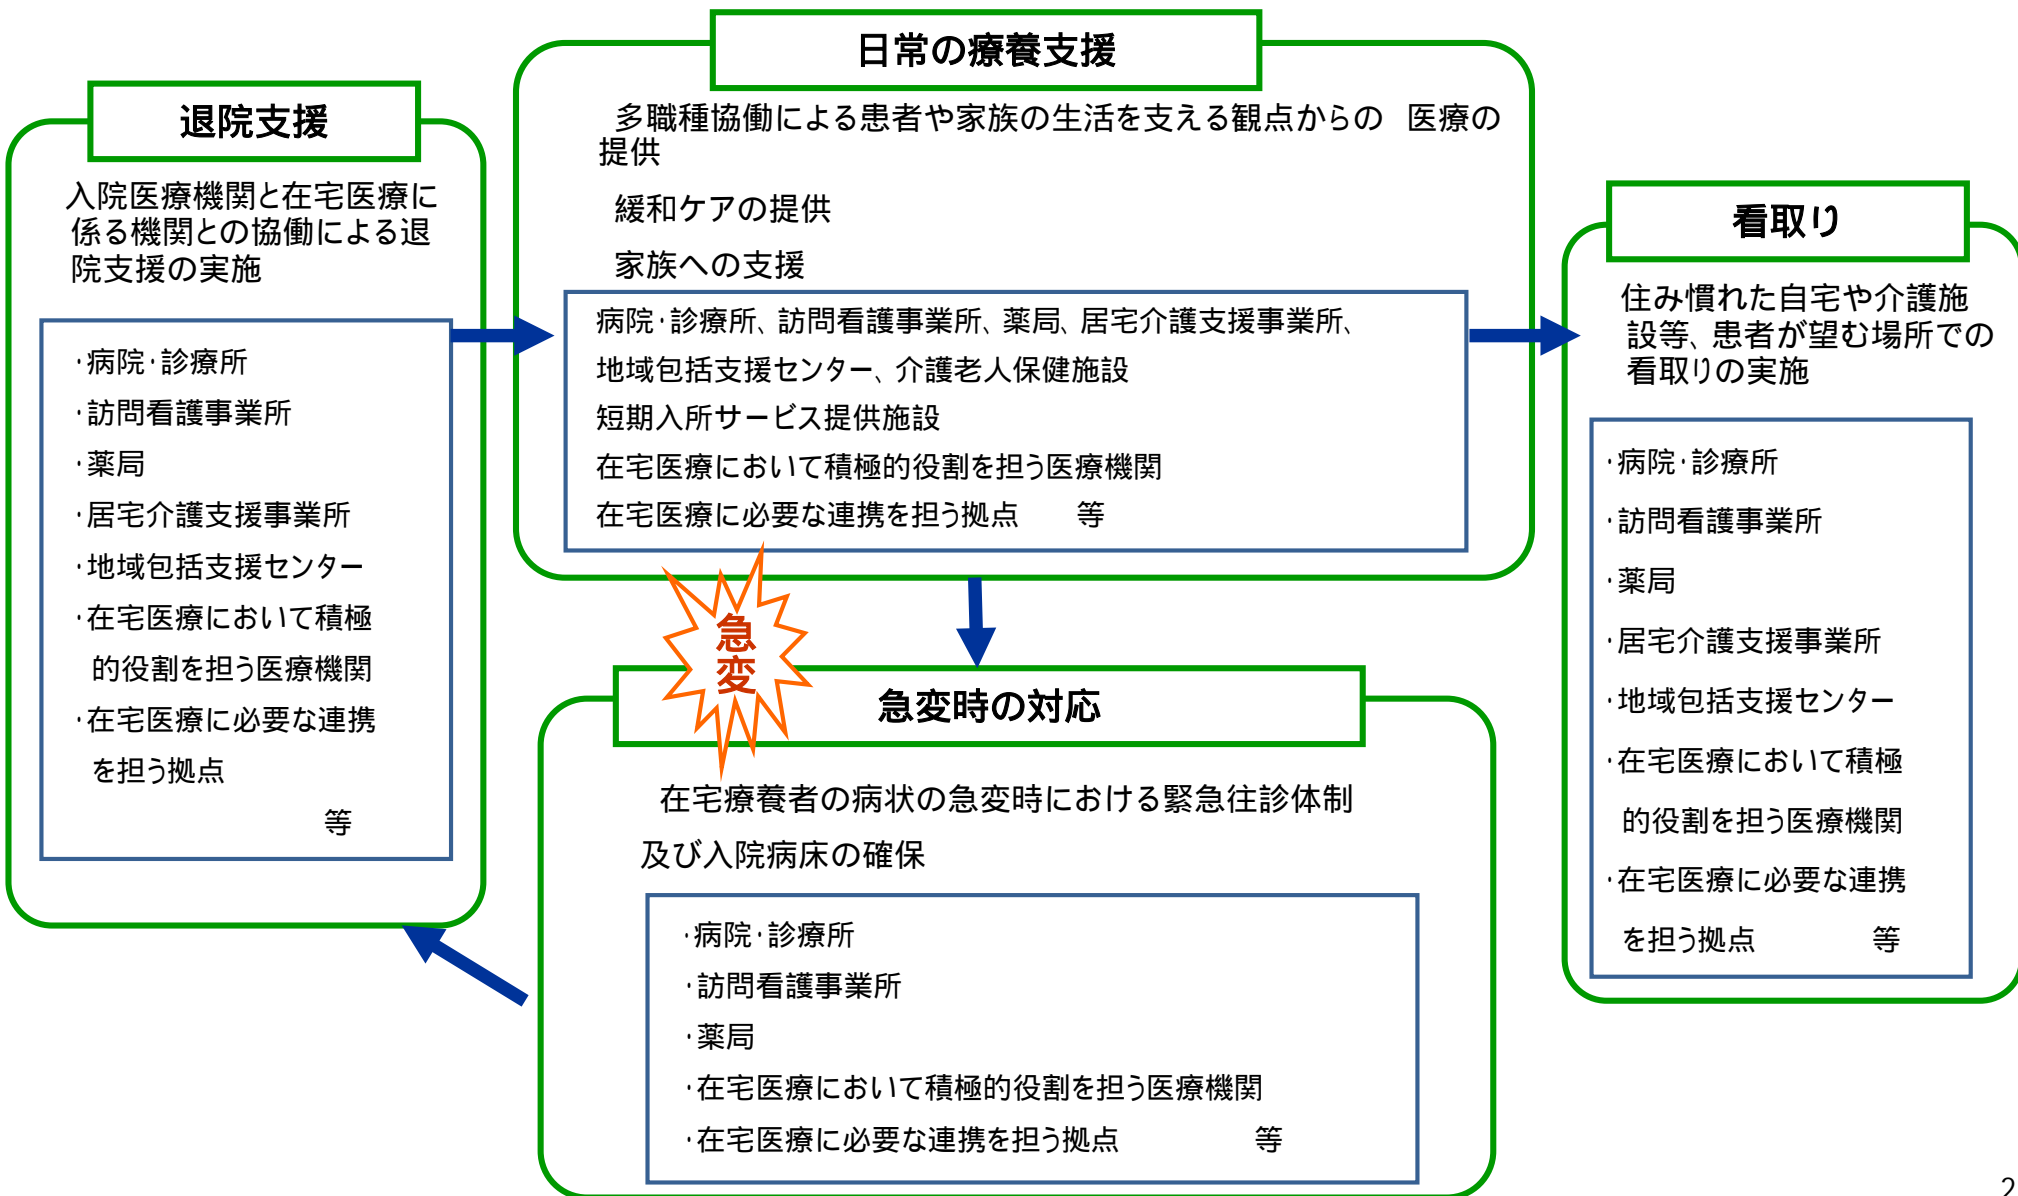 退院支援
入院医療機関と在宅医療に
係る機関との協働による退
院支援の実施
・病院・診療所
・訪問看護事業所
・薬局
・居宅介護支援事業所
・地域包括支援センター
・在宅医療において積極
的役割を担う医療機関
・在宅医療に必要な連携
を担う拠点
等
日常の療養支援
多職種協働による患者や家族の生活を支える観点からの 医療の
提供
緩和ケアの提供
家族への支援
病院・診療所、訪問看護事業所、薬局、居宅介護支援事業所、
地域包括支援センター、介護老人保健施設
短期入所サービス提供施設
在宅医療において積極的役割を担う医療機関
在宅医療に必要な連携を担う拠点 等
急
変
急変時の対応
在宅療養者の病状の急変時における緊急往診体制
及び入院病床の確保
・病院・診療所
・訪問看護事業所
・薬局
・在宅医療において積極的役割を担う医療機関
・在宅医療に必要な連携を担う拠点 等
看取り
住み慣れた自宅や介護施
設等、患者が望む場所での
看取りの実施
・病院・診療所
・訪問看護事業所
・薬局
・居宅介護支援事業所
・地域包括支援センター
・在宅医療において積極
的役割を担う医療機関
・在宅医療に必要な連携
を担う拠点 等
2